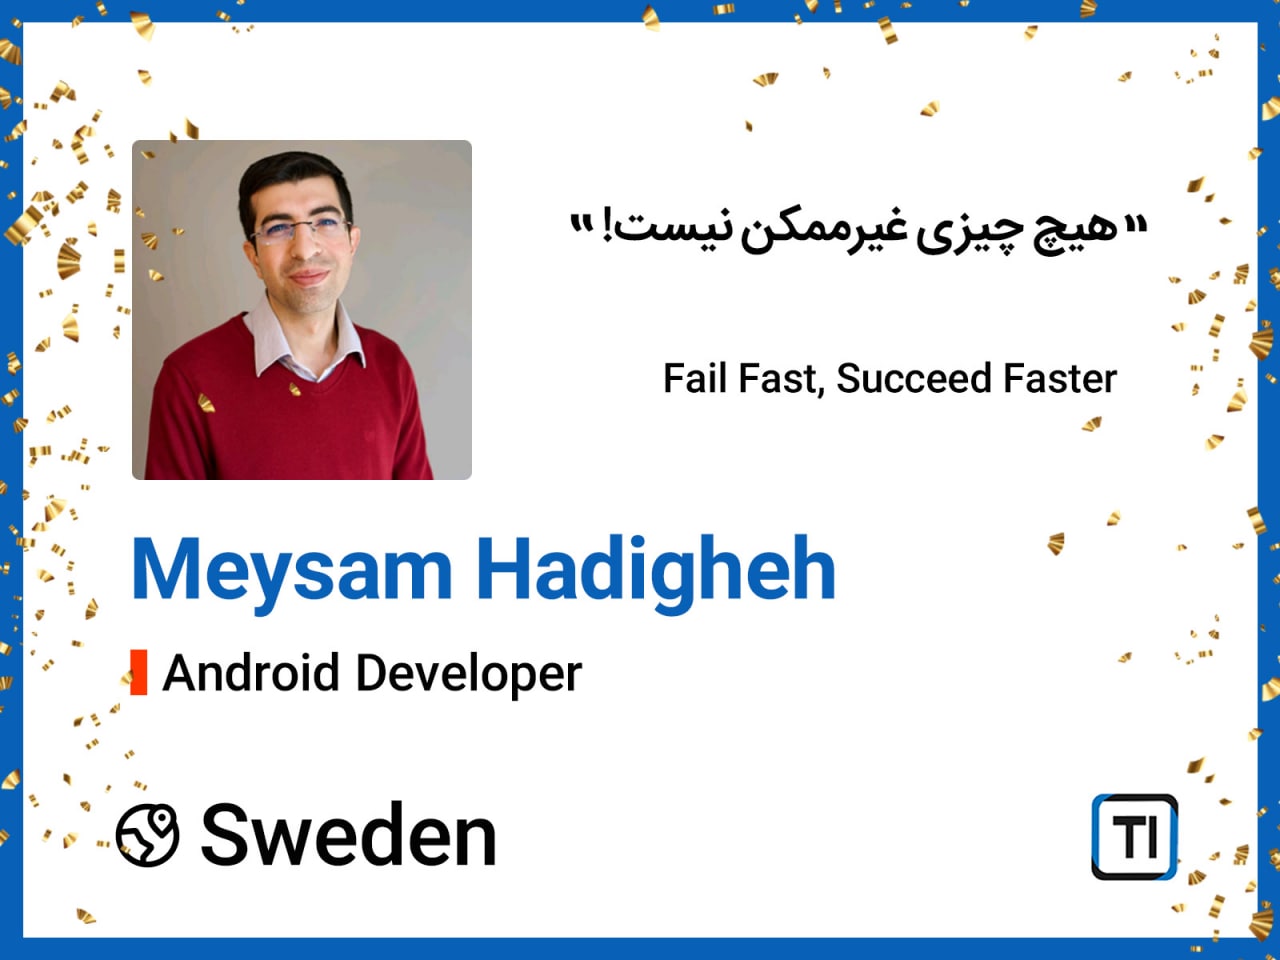 « هیچ چیزی غیرممکن نیست! »
Fail Fast, Succeed Faster
Meysam Hadigheh
Android Developer
Sweden
TI